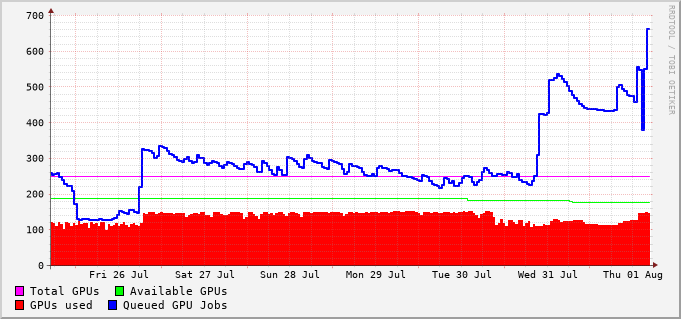 700
600
500
400
300
200
100
0
Fri 26 Jul Sat 27 Jul Sun 28 Jul Mon 29 Jul Tue 30 Jul Wed 31 Jul Thu 01 Aug
Total GPUs Available GPUs
GPUs used Queued GPU Jobs
RRDTOOL / TOBI OETIKER